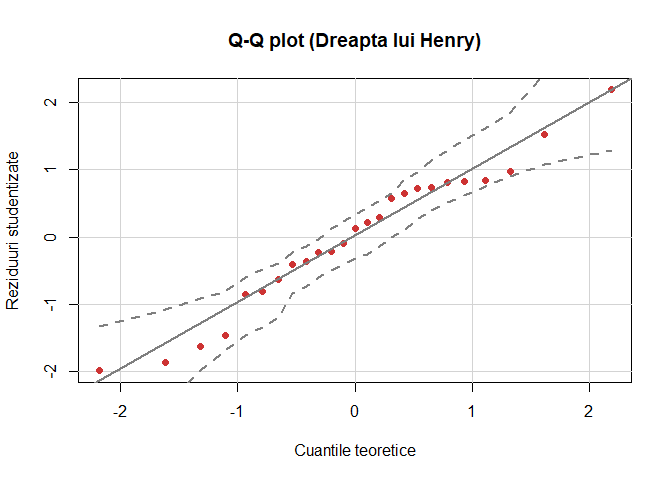 Q-Q plot (Dreapta lui Henry)
Reziduuri studentizate
2
1
0
-1
-2
-2 -1 0 1 2
Cuantile teoretice